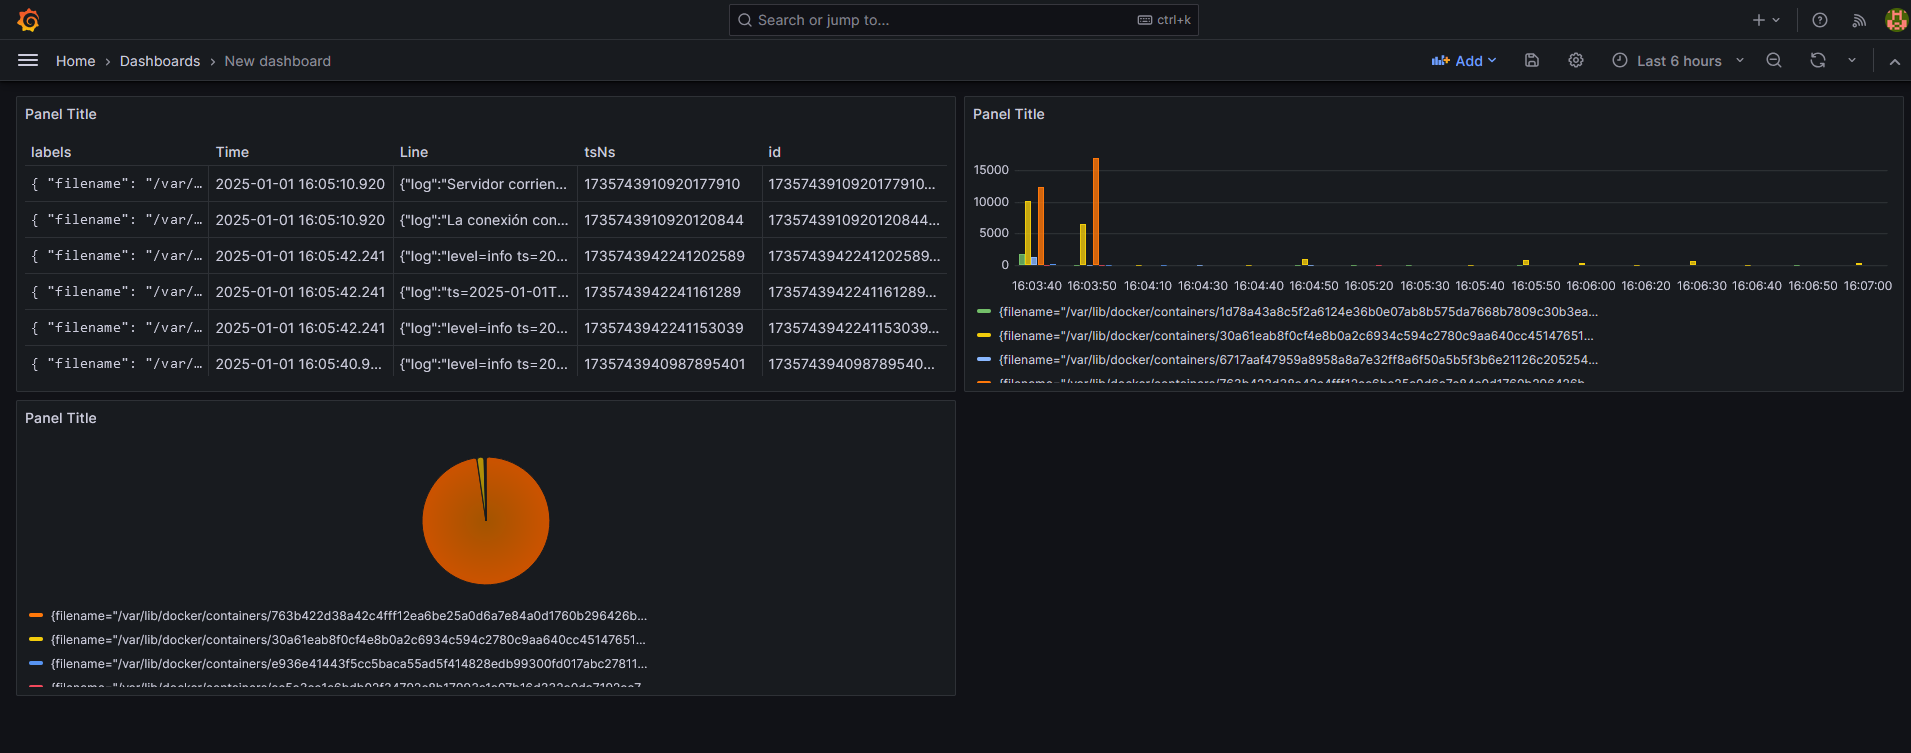 Search or jump to...
ctrl+k
Home › Dashboards › New dashboard
Add
Last 6 hours
Panel Title
labels Time Line tsNs id
{ "filename": "/var/... 2025-01-01 16:05:10.920 {"log":"Servidor corrien... 1735743910920177910 1735743910920177910...
{ "filename": "/var/... 2025-01-01 16:05:10.920 {"log":"La conexión con... 1735743910920120844 1735743910920120844...
{ "filename": "/var/... 2025-01-01 16:05:42.241 {"log":"level=info ts=20... 1735743942241202589 1735743942241202589...
{ "filename": "/var/... 2025-01-01 16:05:42.241 {"log":"ts=2025-01-01T... 1735743942241161289 1735743942241161289...
{ "filename": "/var/... 2025-01-01 16:05:42.241 {"log":"level=info ts=20... 1735743942241153039 1735743942241153039...
{ "filename": "/var/... 2025-01-01 16:05:40.9... {"log":"level=info ts=20... 1735743940987895401 173574394098789540...
Panel Title
15000
10000
5000
0
16:03:40 16:03:50 16:04:10 16:04:30 16:04:40 16:04:50 16:05:20 16:05:30 16:05:40 16:05:50 16:06:00 16:06:20 16:06:30 16:06:40 16:06:50 16:07:00
{filename="/var/lib/docker/containers/1d78a43a8c5f2a6124e36b0e07ab8b575da7668b7809c30b3ea...
{filename="/var/lib/docker/containers/30a61eab8f0cf4e8b0a2c6934c594c2780c9aa640cc45147651...
{filename="/var/lib/docker/containers/6717aaf47959a8958a8a7e32ff8a6f50a5b5f3b6e21126c205254...
{filename="/var/lib/docker/containers/763b422d38a42c4fff12ea6be25a0d6a7e84a0d1760b296426b...
Panel Title
{filename="/var/lib/docker/containers/763b422d38a42c4fff12ea6be25a0d6a7e84a0d1760b296426b...
{filename="/var/lib/docker/containers/30a61eab8f0cf4e8b0a2c6934c594c2780c9aa640cc45147651...
{filename="/var/lib/docker/containers/e936e41443f5cc5baca55ad5f414828edb99300fd017abc27811...